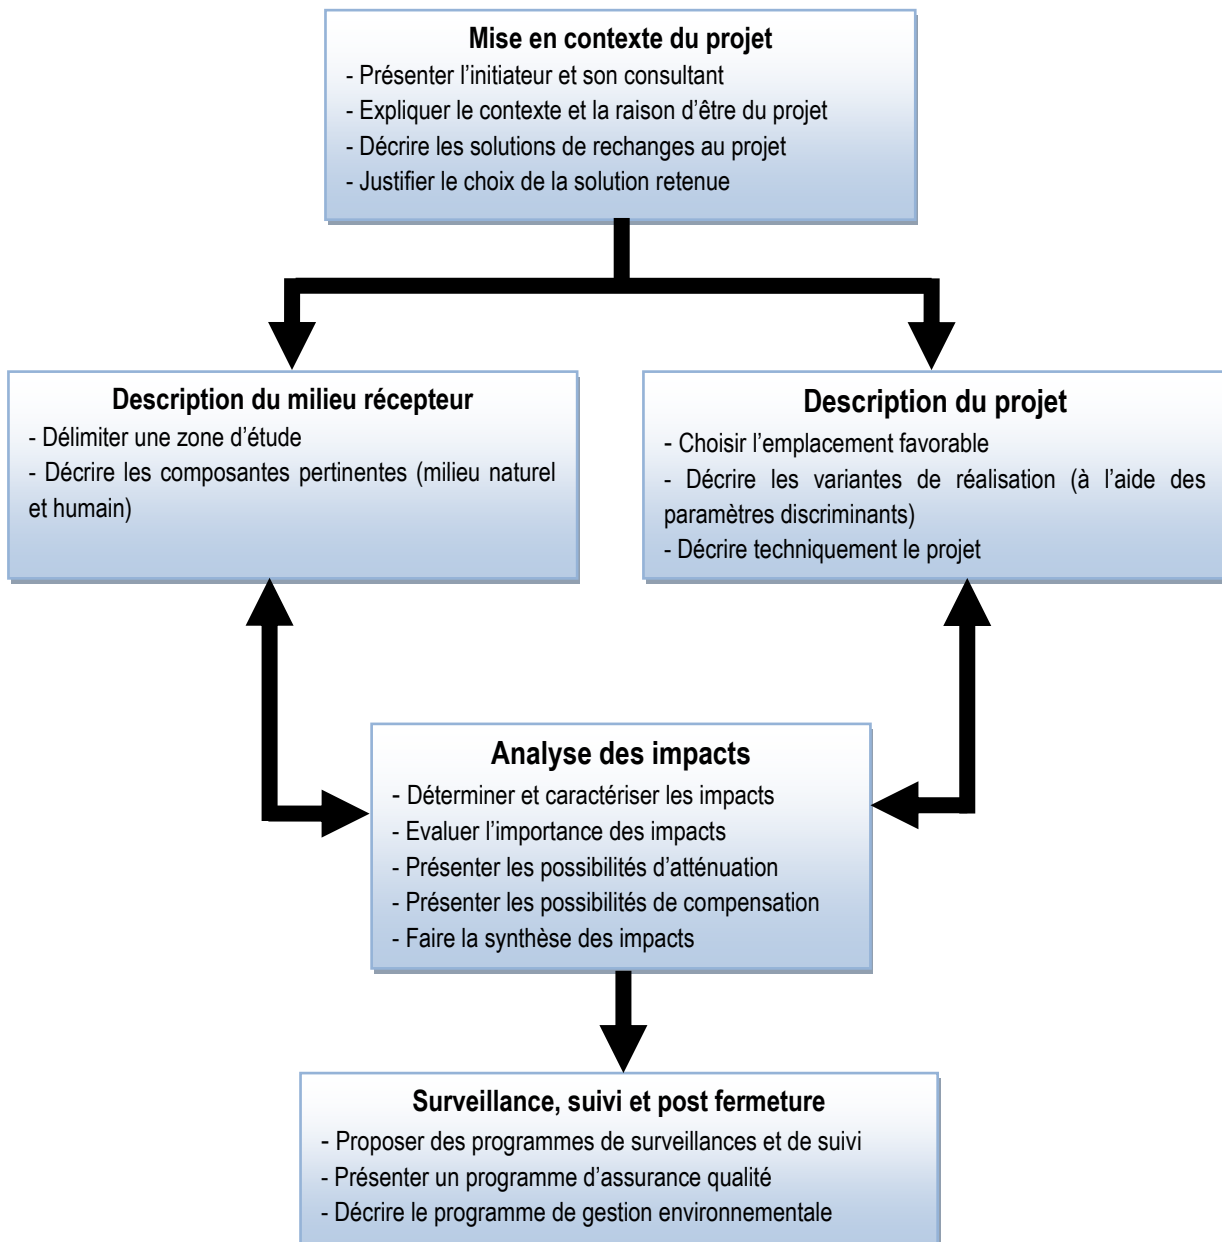 Mise en contexte du projet
- Présenter l’initiateur et son consultant
- Expliquer le contexte et la raison d’être du projet
- Décrire les solutions de rechanges au projet
- Justifier le choix de la solution retenue
Description du milieu récepteur
- Délimiter une zone d’étude
- Décrire les composantes pertinentes (milieu naturel
et humain)
Description du projet
- Choisir l’emplacement favorable
- Décrire les variantes de réalisation (à l’aide des
paramètres discriminants)
- Décrire techniquement le projet
Analyse des impacts
- Déterminer et caractériser les impacts
- Evaluer l’importance des impacts
- Présenter les possibilités d’atténuation
- Présenter les possibilités de compensation
- Faire la synthèse des impacts
Surveillance, suivi et post fermeture
- Proposer des programmes de surveillances et de suivi
- Présenter un programme d’assurance qualité
- Décrire le programme de gestion environnementale